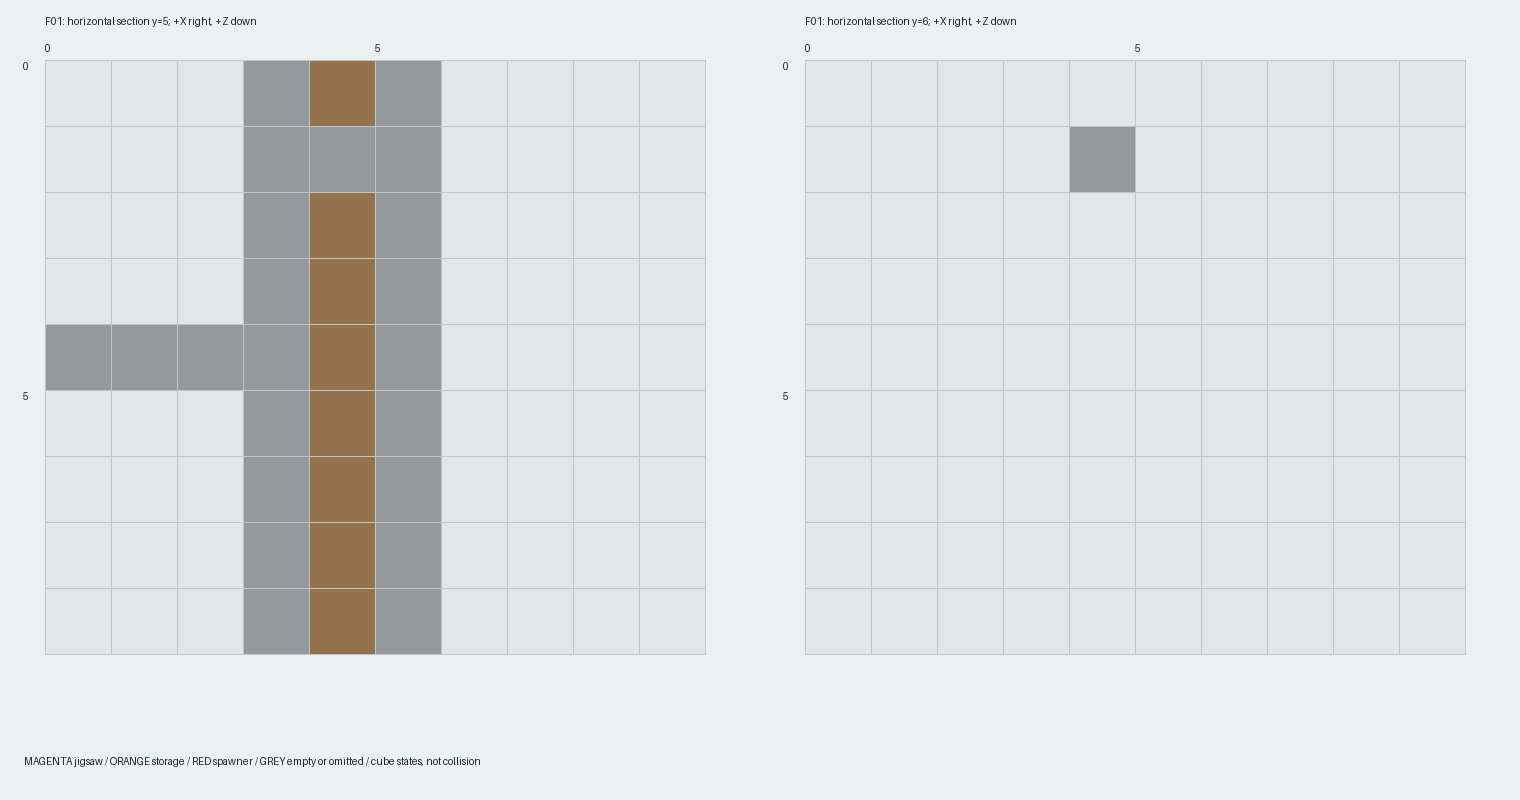 F01: horizontal section y=5; +X right, +Z down
F01: horizontal section y=6; +X right, +Z down
0 5
0 5
0
0
5
5
MAGENTA jigsaw / ORANGE storage / RED spawner / GREY empty or omitted / cube states, not collision